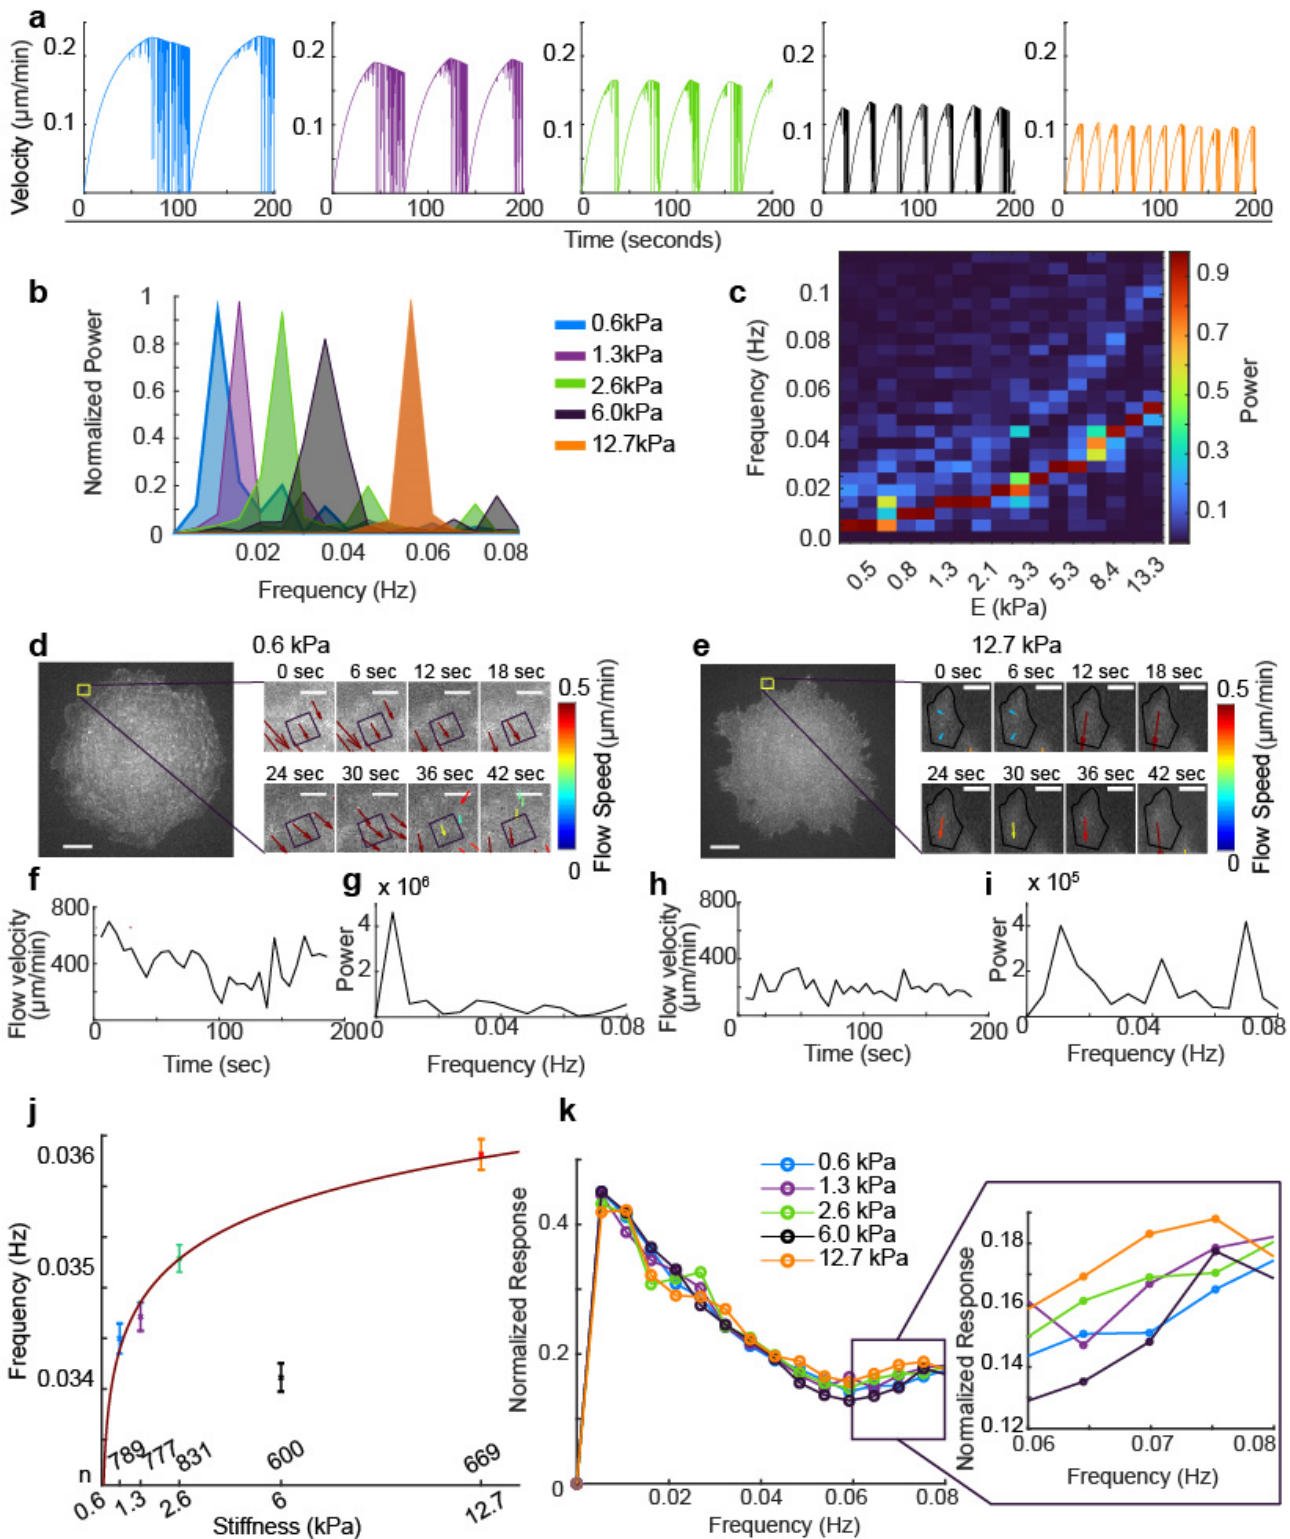 a
Velocity (µm/min)
0.2
0.1
0.2
0.1
0.2
0.1
0.2
0.1
0.2
0.1
0 100 200
0 100 200
0 100 200
0 100 200
0 100 200
Time (seconds)
b
Normalized Power
1
0.8
0.6
0.4
0.2
0
0.02 0.04 0.06 0.08
Frequency (Hz)
0.6kPa
1.3kPa
2.6kPa
6.0kPa
12.7kPa
c
Frequency (Hz)
0.1
0.08
0.06
0.04
0.02
0.0
0.5 0.8 1.3 2.1 3.3 5.3 8.4 13.3
E (kPa)
0.9
0.7
0.5
0.3
0.1
Power
d
0.6 kPa
0 sec 6 sec 12 sec 18 sec
24 sec 30 sec 36 sec 42 sec
0.5
0
Flow Speed (µm/min)
e
12.7 kPa
0 sec 6 sec 12 sec 18 sec
24 sec 30 sec 36 sec 42 sec
0.5
0
Flow Speed (µm/min)
f
Flow velocity
(µm/min)
800
400
0 100 200
Time (sec)
g
x 10⁶
Power
4
2
0.04 0.08
Frequency (Hz)
h
Flow velocity
(µm/min)
800
400
0
0 100 200
Time (sec)
i
x 10⁵
Power
4
2
0
0.04 0.08
Frequency (Hz)
j
Frequency (Hz)
0.036
0.035
0.034
n
789 777 831 600 669
0.6 1.3 2.6 6 12.7
Stiffness (kPa)
k
Normalized Response
0.4
0.2
0
0.02 0.04 0.06 0.08
Frequency (Hz)
0.6 kPa
1.3 kPa
2.6 kPa
6.0 kPa
12.7 kPa
Normalized Response
0.18
0.16
0.14
0.12
0.06 0.07 0.08
Frequency (Hz)